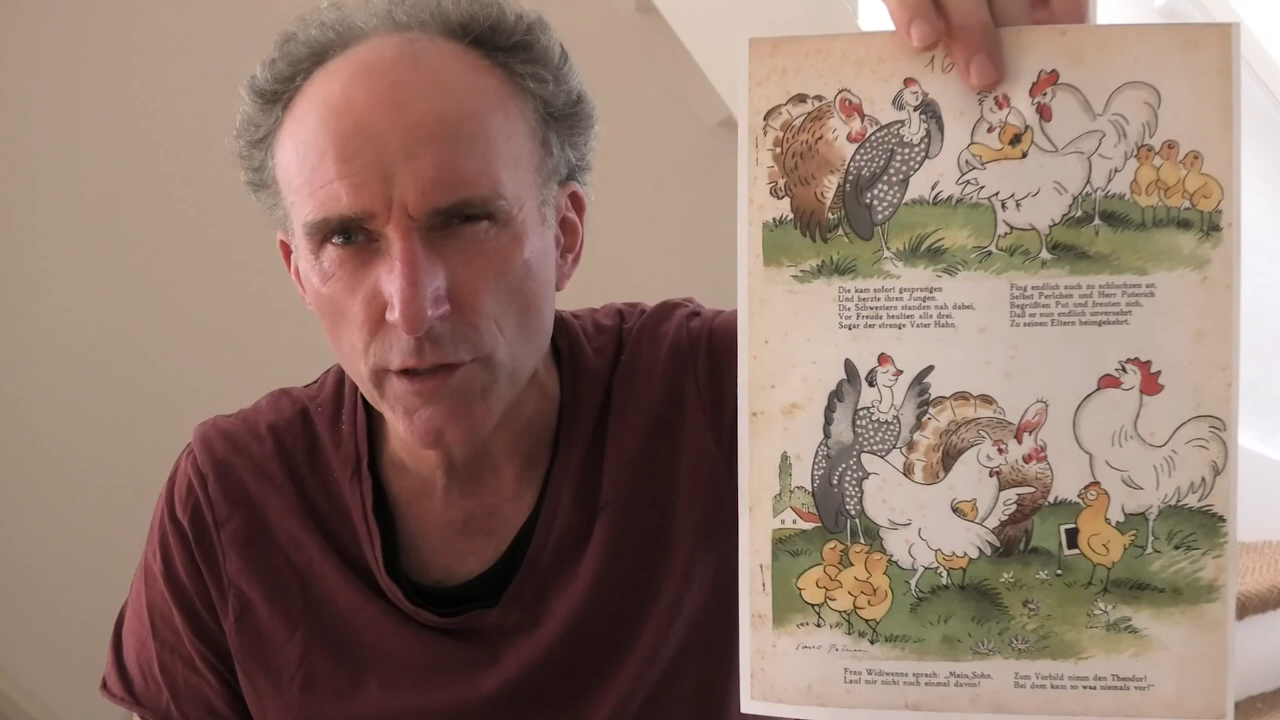 16
Die kam sofort gesprungen
Und herzte ihren Jungen.
Die Schwestern standen nah dabei,
Vor Freude heulten alle drei.
Sogar der strenge Vater Hahn
Fing endlich auch zu schluchzen an.
Selbst Perlchen und Herr Puterich
Begrüßten Put und freuten sich,
Daß er nun endlich unversehrt
Zu seinen Eltern heimgekehrt.
Frau Widiwenne sprach: „Mein Sohn,
Lauf mir nicht noch einmal davon!
Zum Vorbild nimm den Theodor!
Bei dem kam so was niemals vor!"